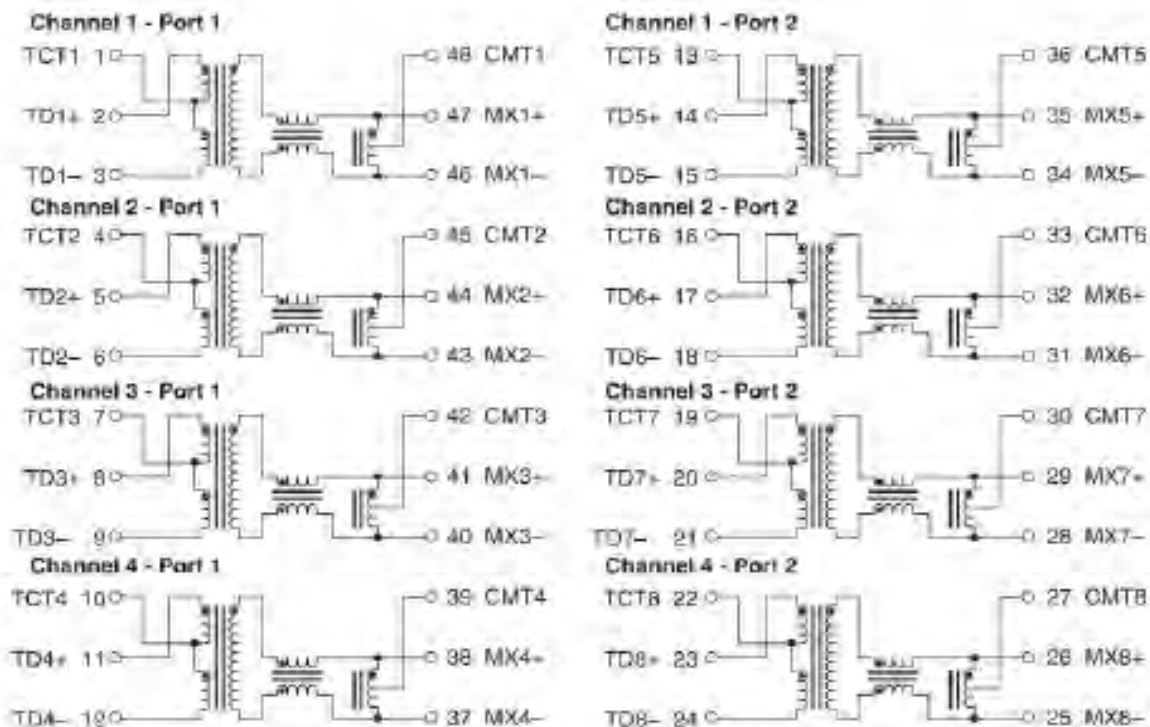 Channel 1 - Port 1
TCT1 1 48 CMT1
TD1+ 2 47 MX1+
TD1– 3 46 MX1–
Channel 2 - Port 1
TCT2 4 45 CMT2
TD2+ 5 44 MX2+
TD2– 6 43 MX2–
Channel 3 - Port 1
TCT3 7 42 CMT3
TD3+ 8 41 MX3+
TD3– 9 40 MX3–
Channel 4 - Port 1
TCT4 10 39 CMT4
TD4+ 11 38 MX4+
TD4– 12 37 MX4–
Channel 1 - Port 2
TCT5 13 36 CMT5
TD5+ 14 35 MX5+
TD5– 15 34 MX5–
Channel 2 - Port 2
TCT6 16 33 CMT6
TD6+ 17 32 MX6+
TD6– 18 31 MX6–
Channel 3 - Port 2
TCT7 19 30 CMT7
TD7+ 20 29 MX7+
TD7– 21 28 MX7–
Channel 4 - Port 2
TCT8 22 27 CMT8
TD8+ 23 26 MX8+
TD8– 24 25 MX8–